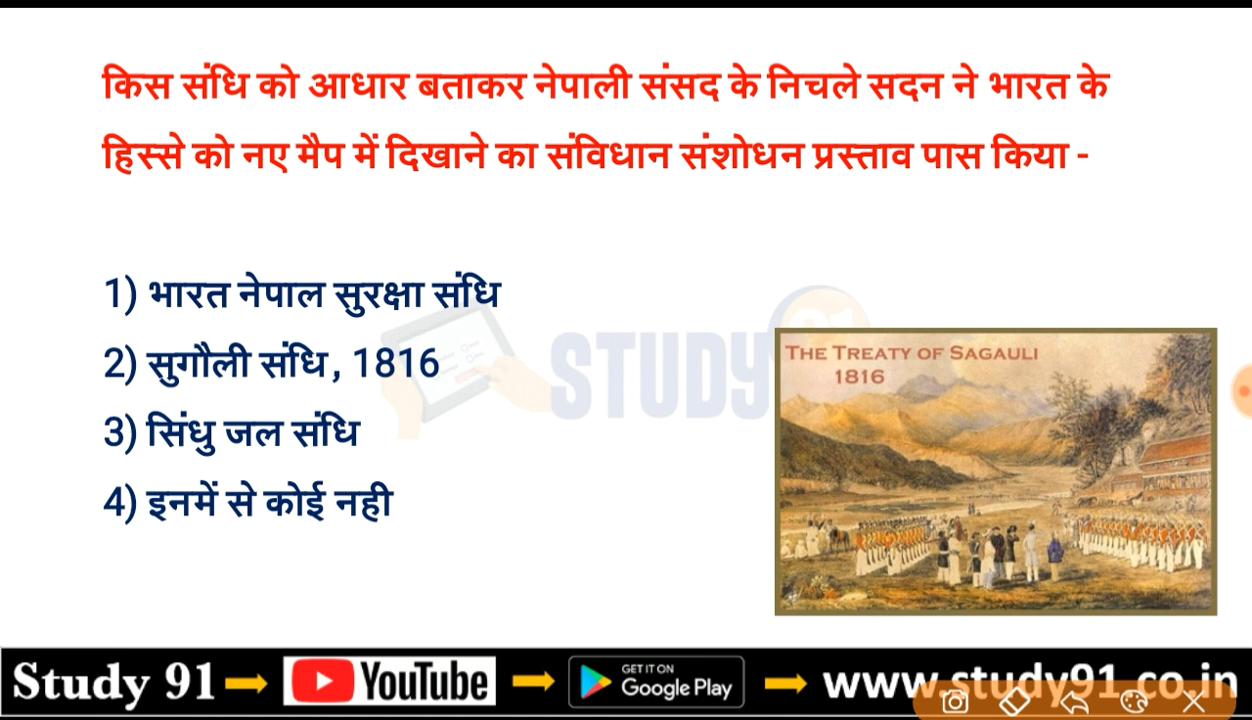 किस संधि को आधार बताकर नेपाली संसद के निचले सदन ने भारत के
हिस्से को नए मैप में दिखाने का संविधान संशोधन प्रस्ताव पास किया -
1) भारत नेपाल सुरक्षा संधि
2) सुगौली संधि, 1816
3) सिंधु जल संधि
4) इनमें से कोई नही
STUDY 91
THE TREATY OF SAGAULI
1816
Study 91 YouTube GET IT ON Google Play www.study91.co.in